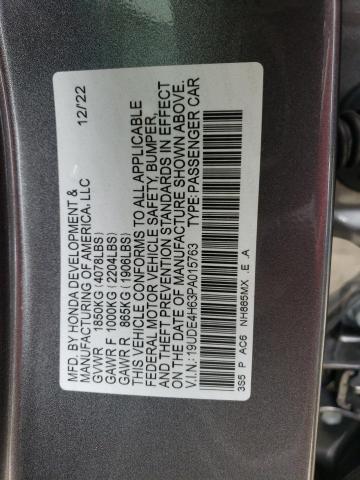 MFD. BY HONDA DEVELOPMENT &
MANUFACTURING OF AMERICA, LLC 12/22
GVWR 1850KG (4078LBS)
GAWR F 1000KG (2204LBS)
GAWR R 865KG (1906LBS)
THIS VEHICLE CONFORMS TO ALL APPLICABLE
FEDERAL MOTOR VEHICLE SAFETY, BUMPER,
AND THEFT PREVENTION STANDARDS IN EFFECT
ON THE DATE OF MANUFACTURE SHOWN ABOVE.
V.I.N.: 19UDE4H63PA015763 TYPE:PASSENGER CAR
3S5 P AC6 NH885MX .E .A